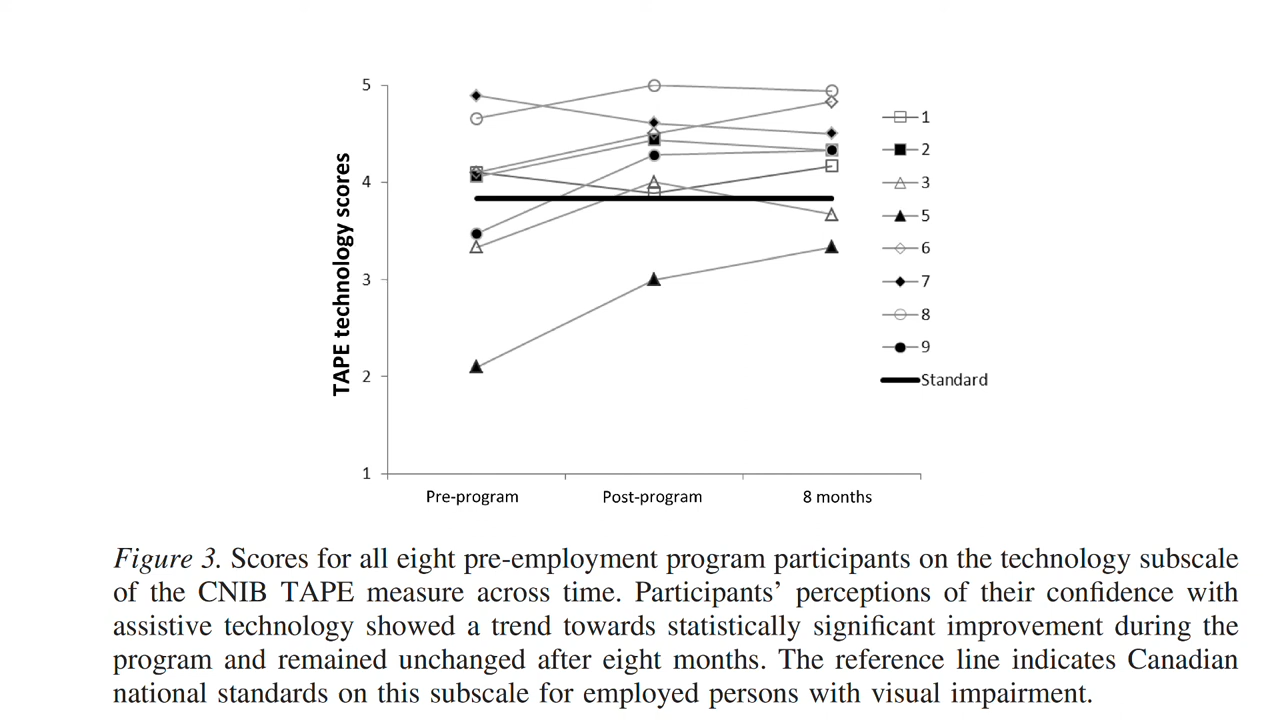 TAPE technology scores
5
4
3
2
1
Pre-program
Post-program
8 months
1
2
3
5
6
7
8
9
Standard
Figure 3. Scores for all eight pre-employment program participants on the technology subscale
of the CNIB TAPE measure across time. Participants’ perceptions of their confidence with
assistive technology showed a trend towards statistically significant improvement during the
program and remained unchanged after eight months. The reference line indicates Canadian
national standards on this subscale for employed persons with visual impairment.